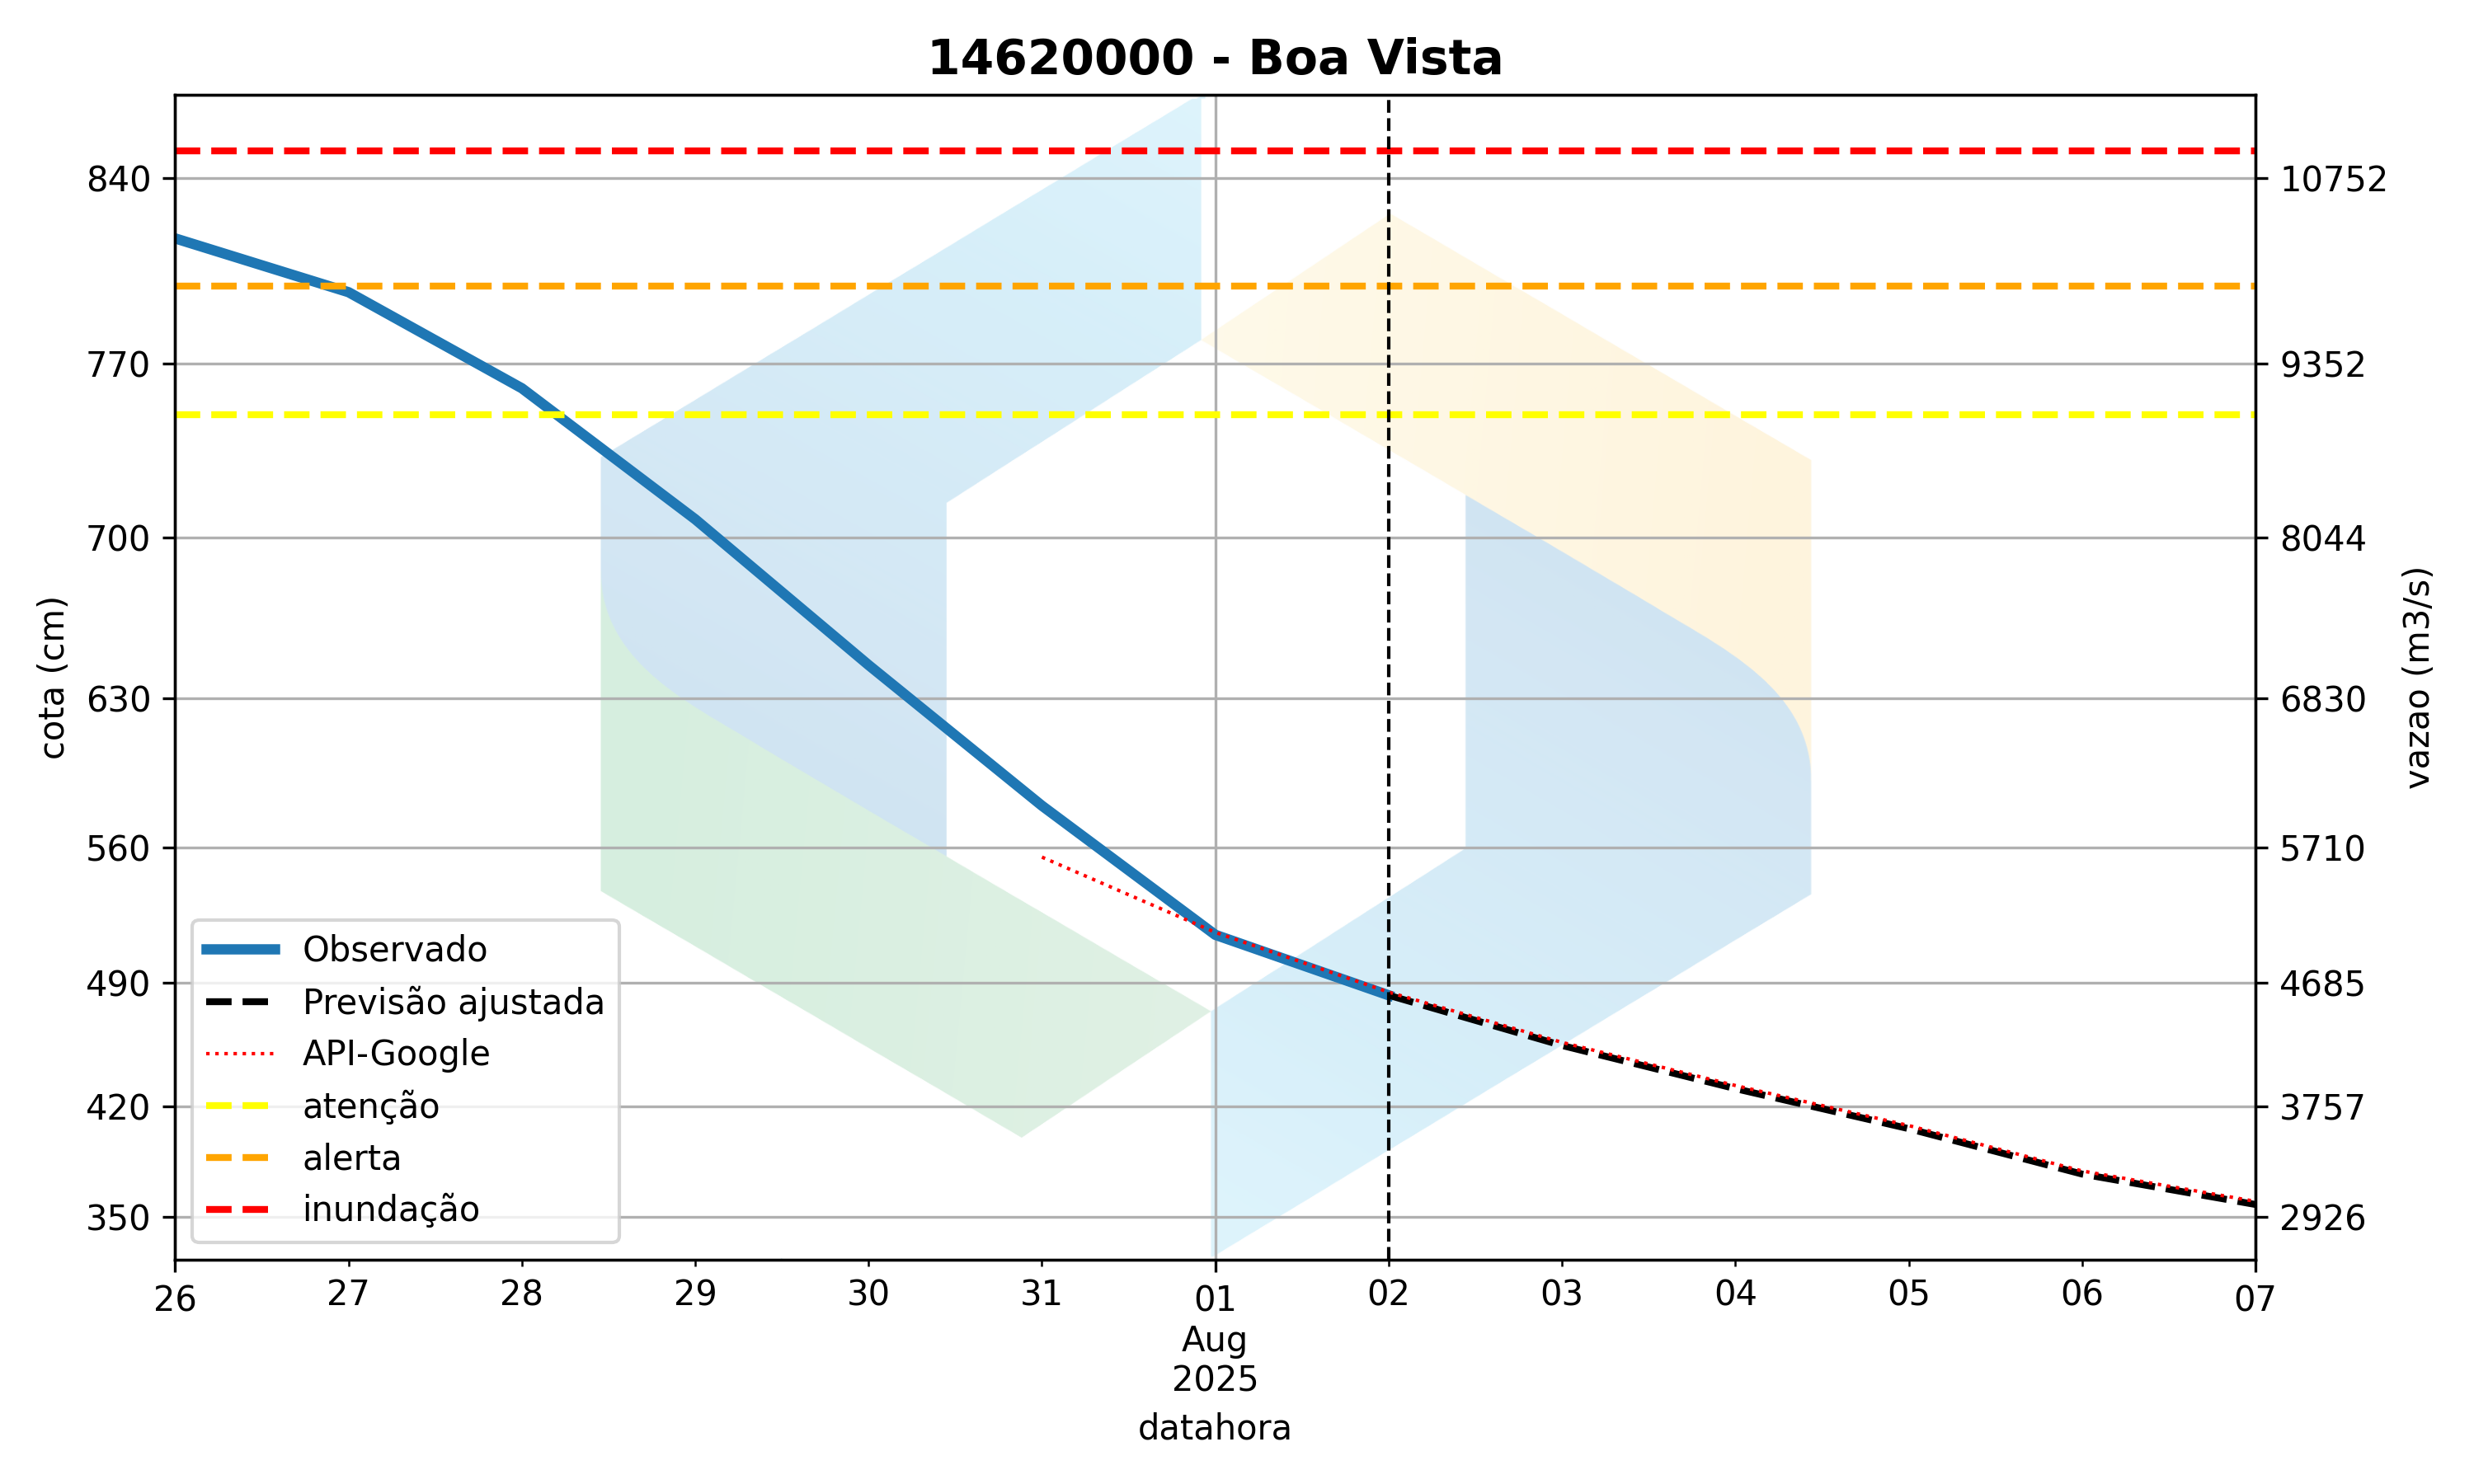 14620000 - Boa Vista
cota (cm)
840
770
700
630
560
490
420
350
10752
9352
8044
6830
5710
4685
3757
2926
vazao (m3/s)
Observado
Previsão ajustada
API-Google
atenção
alerta
inundação
26 27 28 29 30 31 01 02 03 04 05 06 07
Aug
2025
datahora